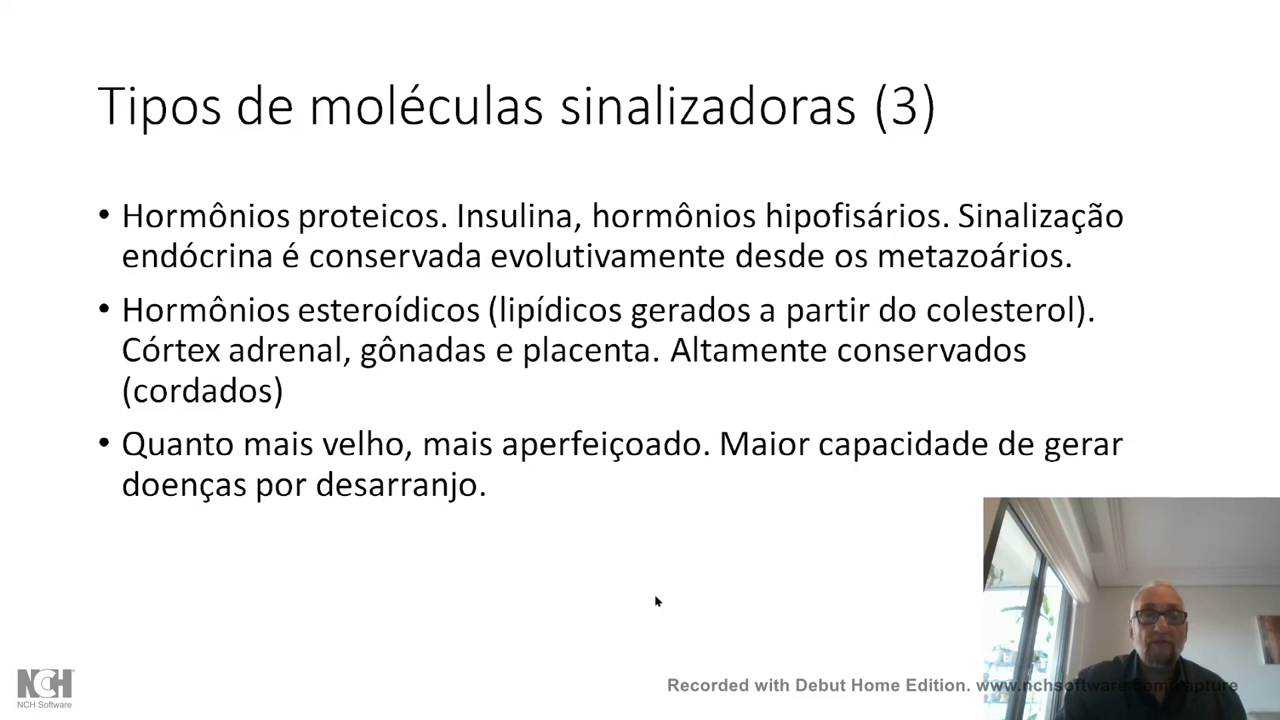 Tipos de moléculas sinalizadoras (3)
• Hormônios proteicos. Insulina, hormônios hipofisários. Sinalização
endócrina é conservada evolutivamente desde os metazoários.
• Hormônios esteroídicos (lipídicos gerados a partir do colesterol).
Córtex adrenal, gônadas e placenta. Altamente conservados
(cordados)
• Quanto mais velho, mais aperfeiçoado. Maior capacidade de gerar
doenças por desarranjo.
NCH
NCH Software
Recorded with Debut Home Edition. www.nchsoftware.com/capture